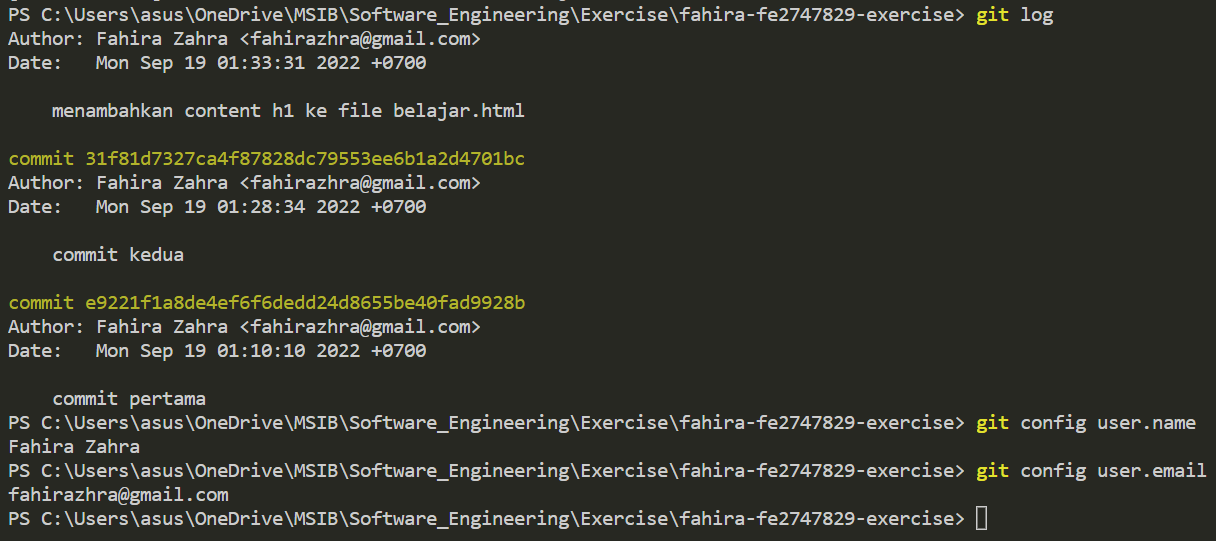 PS C:\Users\asus\OneDrive\MSIB\Software_Engineering\Exercise\fahira-fe2747829-exercise> git log
Author: Fahira Zahra <fahirazhra@gmail.com>
Date:   Mon Sep 19 01:33:31 2022 +0700
menambahkan content h1 ke file belajar.html
commit 31f81d7327ca4f87828dc79553ee6b1a2d4701bc
Author: Fahira Zahra <fahirazhra@gmail.com>
Date:   Mon Sep 19 01:28:34 2022 +0700
commit kedua
commit e9221f1a8de4ef6f6dedd24d8655be40fad9928b
Author: Fahira Zahra <fahirazhra@gmail.com>
Date:   Mon Sep 19 01:10:10 2022 +0700
commit pertama
PS C:\Users\asus\OneDrive\MSIB\Software_Engineering\Exercise\fahira-fe2747829-exercise> git config user.name
Fahira Zahra
PS C:\Users\asus\OneDrive\MSIB\Software_Engineering\Exercise\fahira-fe2747829-exercise> git config user.email
fahirazhra@gmail.com
PS C:\Users\asus\OneDrive\MSIB\Software_Engineering\Exercise\fahira-fe2747829-exercise>